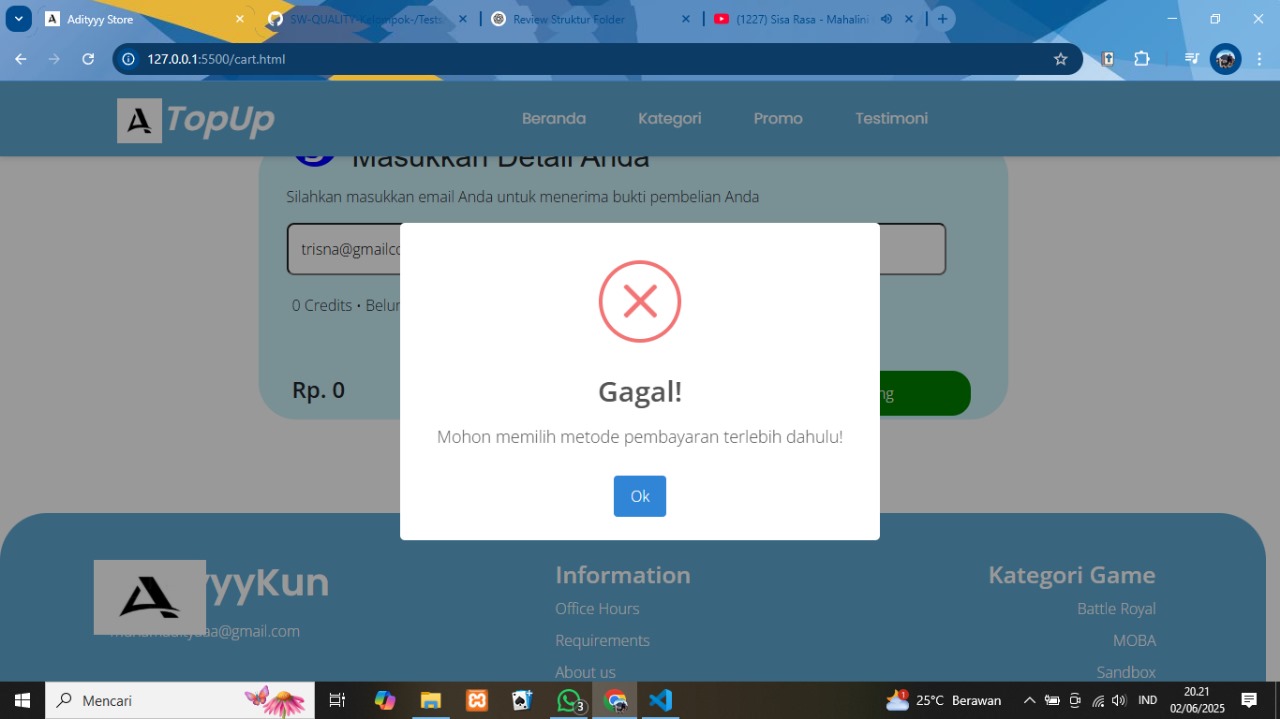 Adityyy Store
SW-QUALITY-Kelompok-/Tests
Review Struktur Folder
(1227) Sisa Rasa - Mahalini
127.0.0.1:5500/cart.html
TopUp
Beranda
Kategori
Promo
Testimoni
Masukkan Detail Anda
Silahkan masukkan email Anda untuk menerima bukti pembelian Anda
trisna@gmailco
0 Credits • Belur
Rp. 0
ng
Gagal!
Mohon memilih metode pembayaran terlebih dahulu!
Ok
yyyKun
Information
Kategori Game
Office Hours
Battle Royal
@gmail.com
Requirements
MOBA
About us
Sandbox
Mencari
3
1
25°C Berawan
IND
20.21
02/06/2025